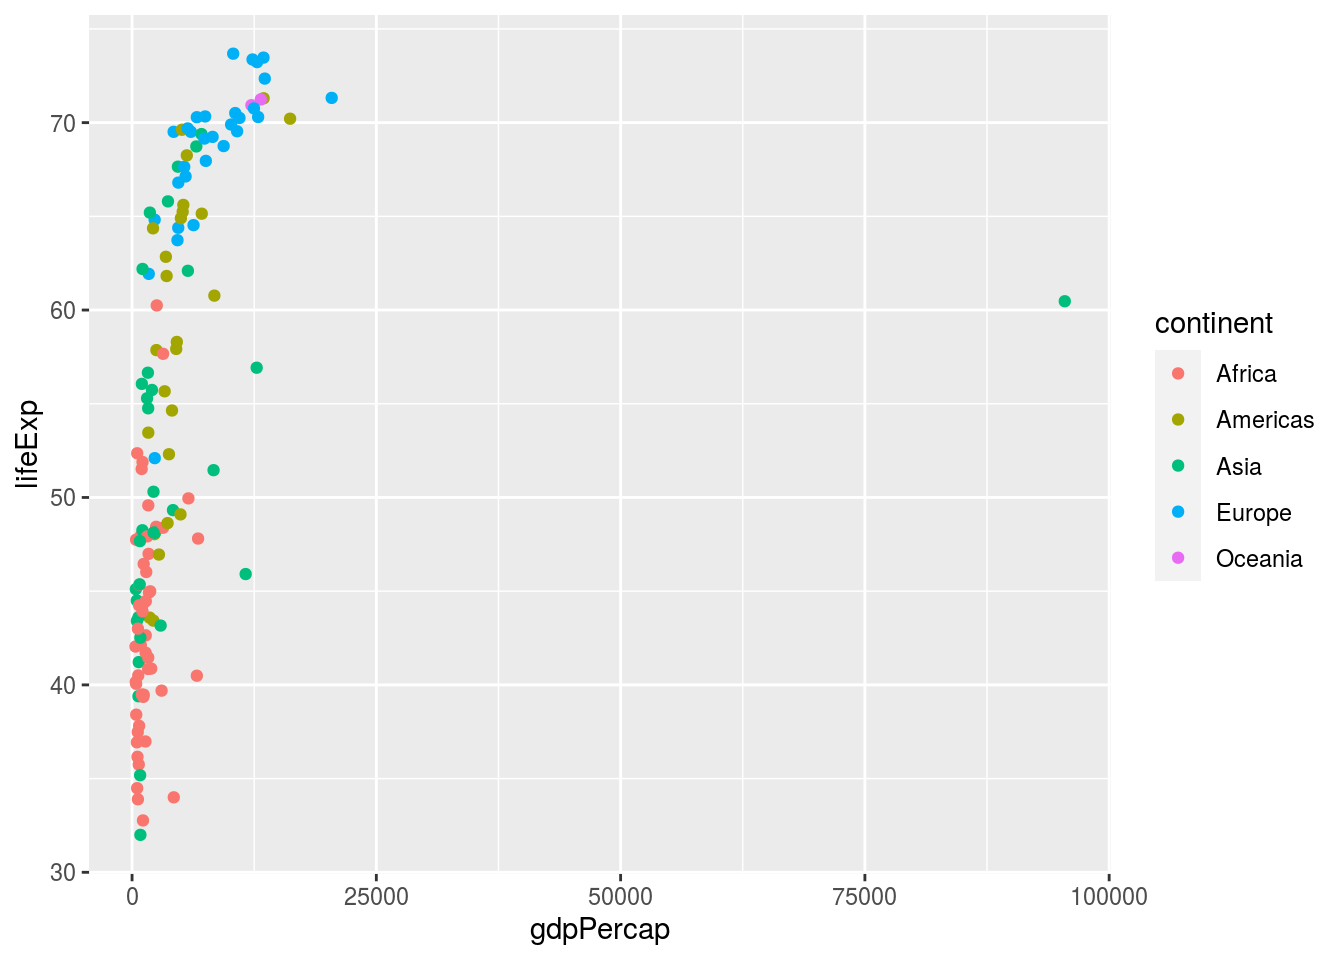 70
60
50
40
30
lifeExp
0 25000 50000 75000 100000
gdpPercap
continent
Africa
Americas
Asia
Europe
Oceania